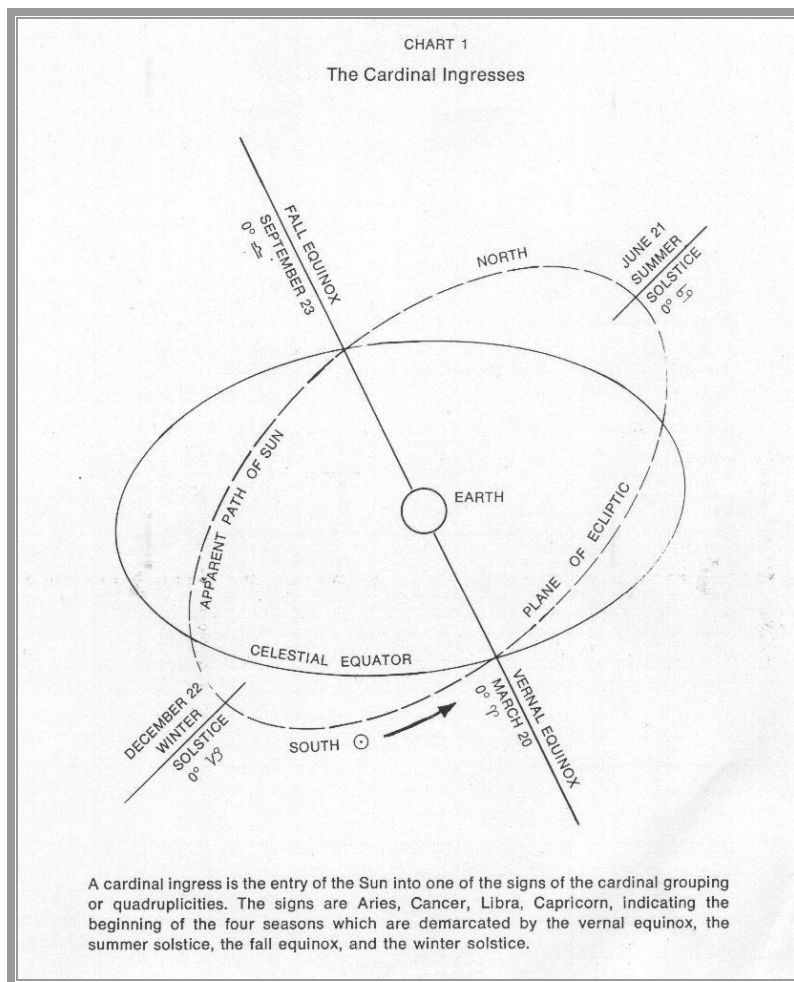 CHART 1
The Cardinal Ingresses
FALL EQUINOX
SEPTEMBER 23
0° ♎
NORTH
JUNE 21
SUMMER
SOLSTICE
0° ♋
APPARENT PATH OF SUN
EARTH
PLANE OF ECLIPTIC
CELESTIAL EQUATOR
DECEMBER 22
WINTER
SOLSTICE
0° ♑
SOUTH ☉
VERNAL EQUINOX
MARCH 20
0° ♈
A cardinal ingress is the entry of the Sun into one of the signs of the cardinal grouping
or quadruplicities. The signs are Aries, Cancer, Libra, Capricorn, indicating the
beginning of the four seasons which are demarcated by the vernal equinox, the
summer solstice, the fall equinox, and the winter solstice.